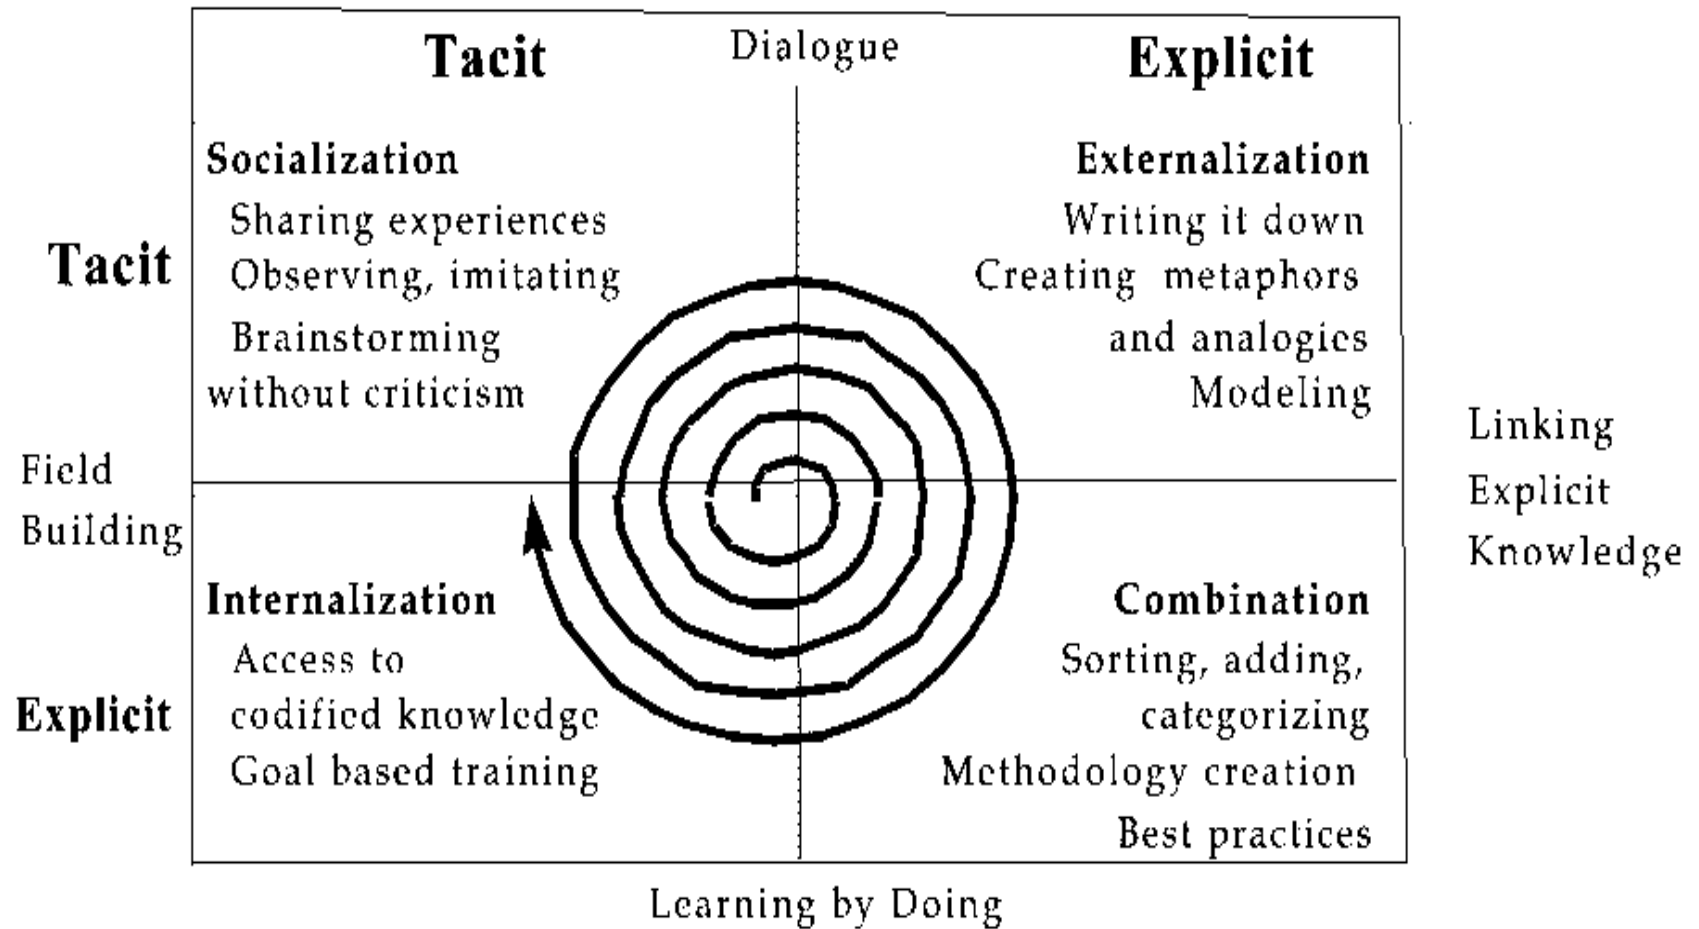 Tacit
Dialogue
Explicit
Tacit
Socialization
Sharing experiences
Observing, imitating
Brainstorming
without criticism
Externalization
Writing it down
Creating metaphors
and analogies
Modeling
Field
Building
Linking
Explicit
Knowledge
Explicit
Internalization
Access to
codified knowledge
Goal based training
Combination
Sorting, adding,
categorizing
Methodology creation
Best practices
Learning by Doing